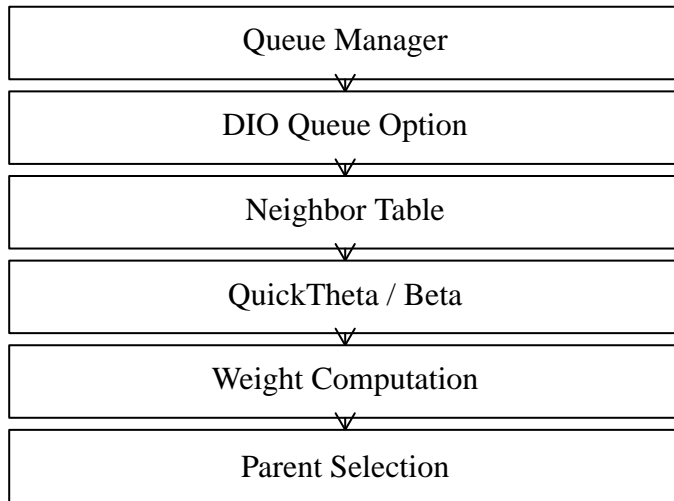 Queue Manager
DIO Queue Option
Neighbor Table
QuickTheta / Beta
Weight Computation
Parent Selection